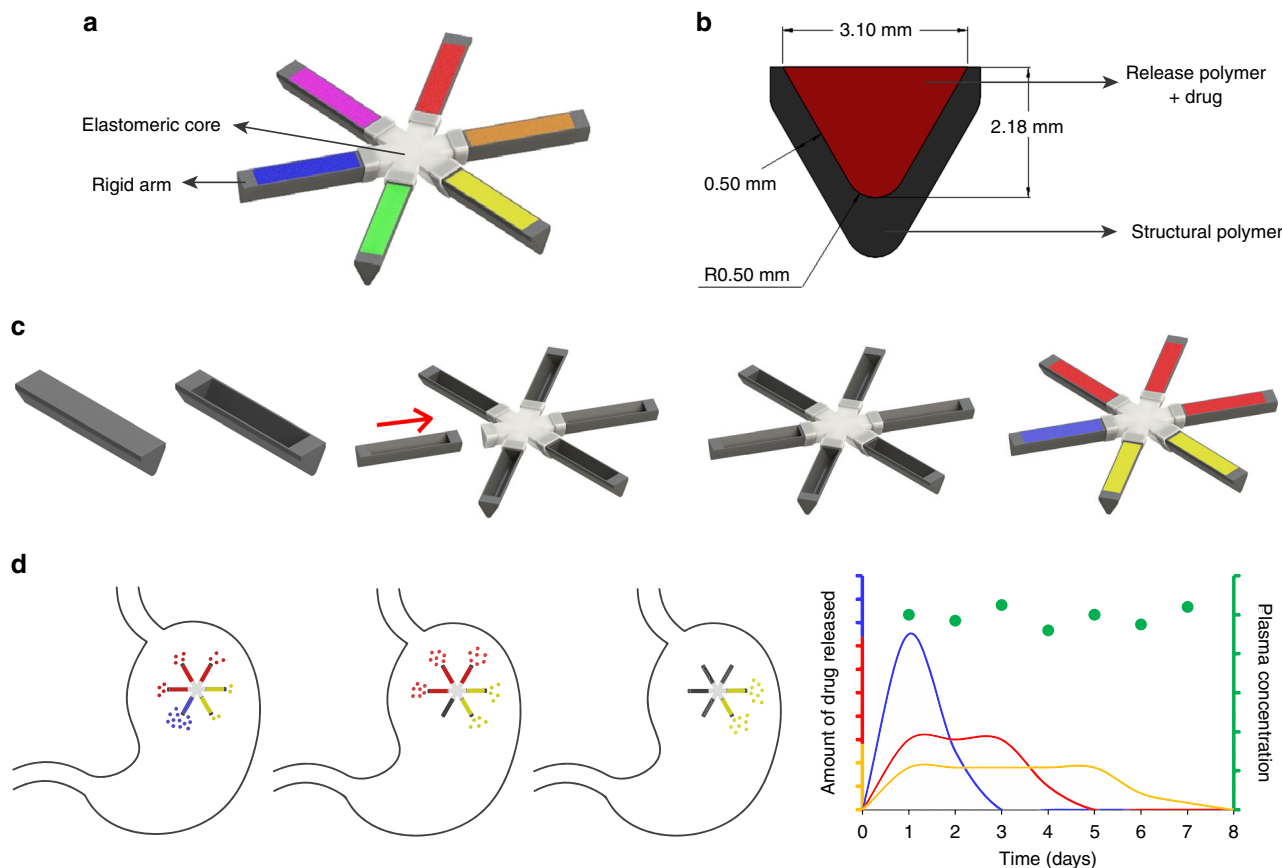 a
Elastomeric core
Rigid arm
b
3.10 mm
Release polymer
+ drug
2.18 mm
0.50 mm
Structural polymer
R0.50 mm
c
d
Amount of drug released
Plasma concentration
0 1 2 3 4 5 6 7 8
Time (days)